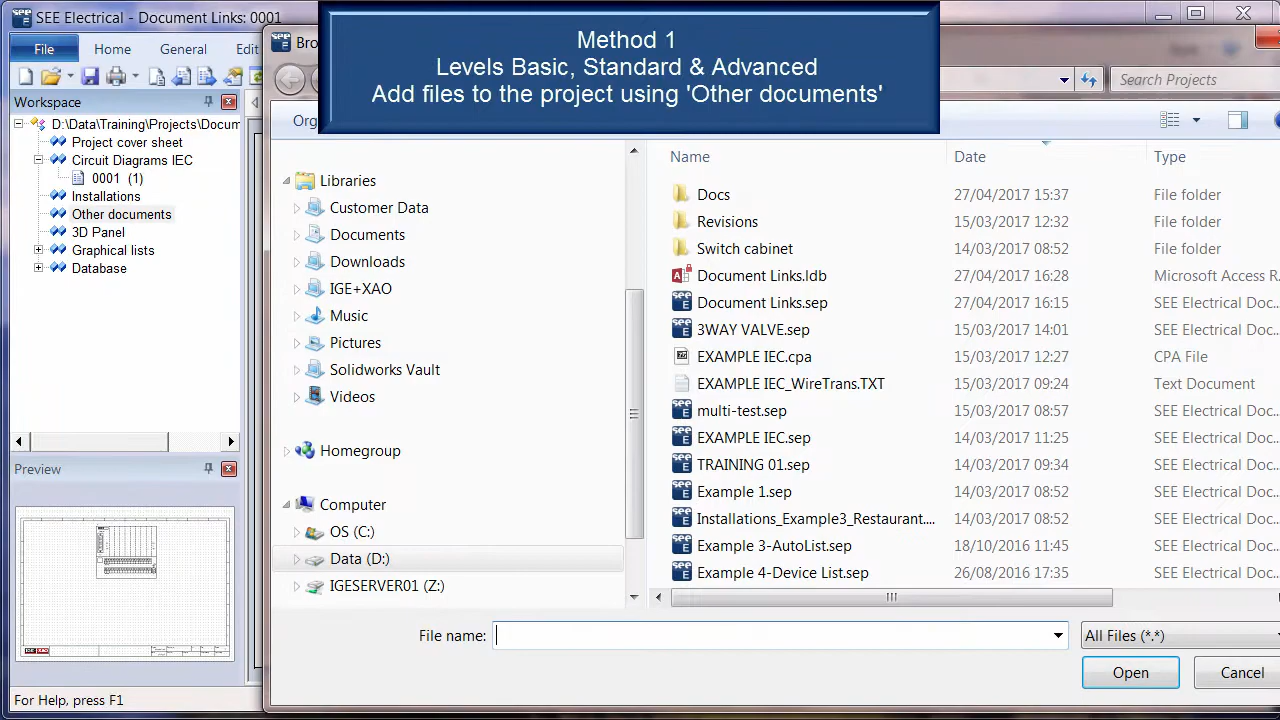 SEE Electrical - Document Links: 0001
File
Home
General
Edit
Method 1
Levels Basic, Standard & Advanced
Add files to the project using 'Other documents'
Search Projects
Workspace
D:\Data\Training\Projects\Docum
Project cover sheet
Circuit Diagrams IEC
0001 (1)
Installations
Other documents
3D Panel
Graphical lists
Database
Preview
For Help, press F1
Libraries
Customer Data
Documents
Downloads
IGE+XAO
Music
Pictures
Solidworks Vault
Videos
Homegroup
Computer
OS (C:)
Data (D:)
IGESERVER01 (Z:)
Name Date Type
Docs 27/04/2017 15:37 File folder
Revisions 15/03/2017 12:32 File folder
Switch cabinet 14/03/2017 08:52 File folder
Document Links.ldb 27/04/2017 16:28 Microsoft Access R
Document Links.sep 27/04/2017 16:15 SEE Electrical Doc...
3WAY VALVE.sep 15/03/2017 14:01 SEE Electrical Doc...
EXAMPLE IEC.cpa 15/03/2017 12:27 CPA File
EXAMPLE IEC_WireTrans.TXT 15/03/2017 09:24 Text Document
multi-test.sep 15/03/2017 08:57 SEE Electrical Doc...
EXAMPLE IEC.sep 14/03/2017 11:25 SEE Electrical Doc...
TRAINING 01.sep 14/03/2017 09:34 SEE Electrical Doc...
Example 1.sep 14/03/2017 08:52 SEE Electrical Doc...
Installations_Example3_Restaurant.... 14/03/2017 08:52 SEE Electrical Doc...
Example 3-AutoList.sep 18/10/2016 11:45 SEE Electrical Doc...
Example 4-Device List.sep 26/08/2016 17:35 SEE Electrical Doc...
File name:
All Files (*.*)
Open
Cancel